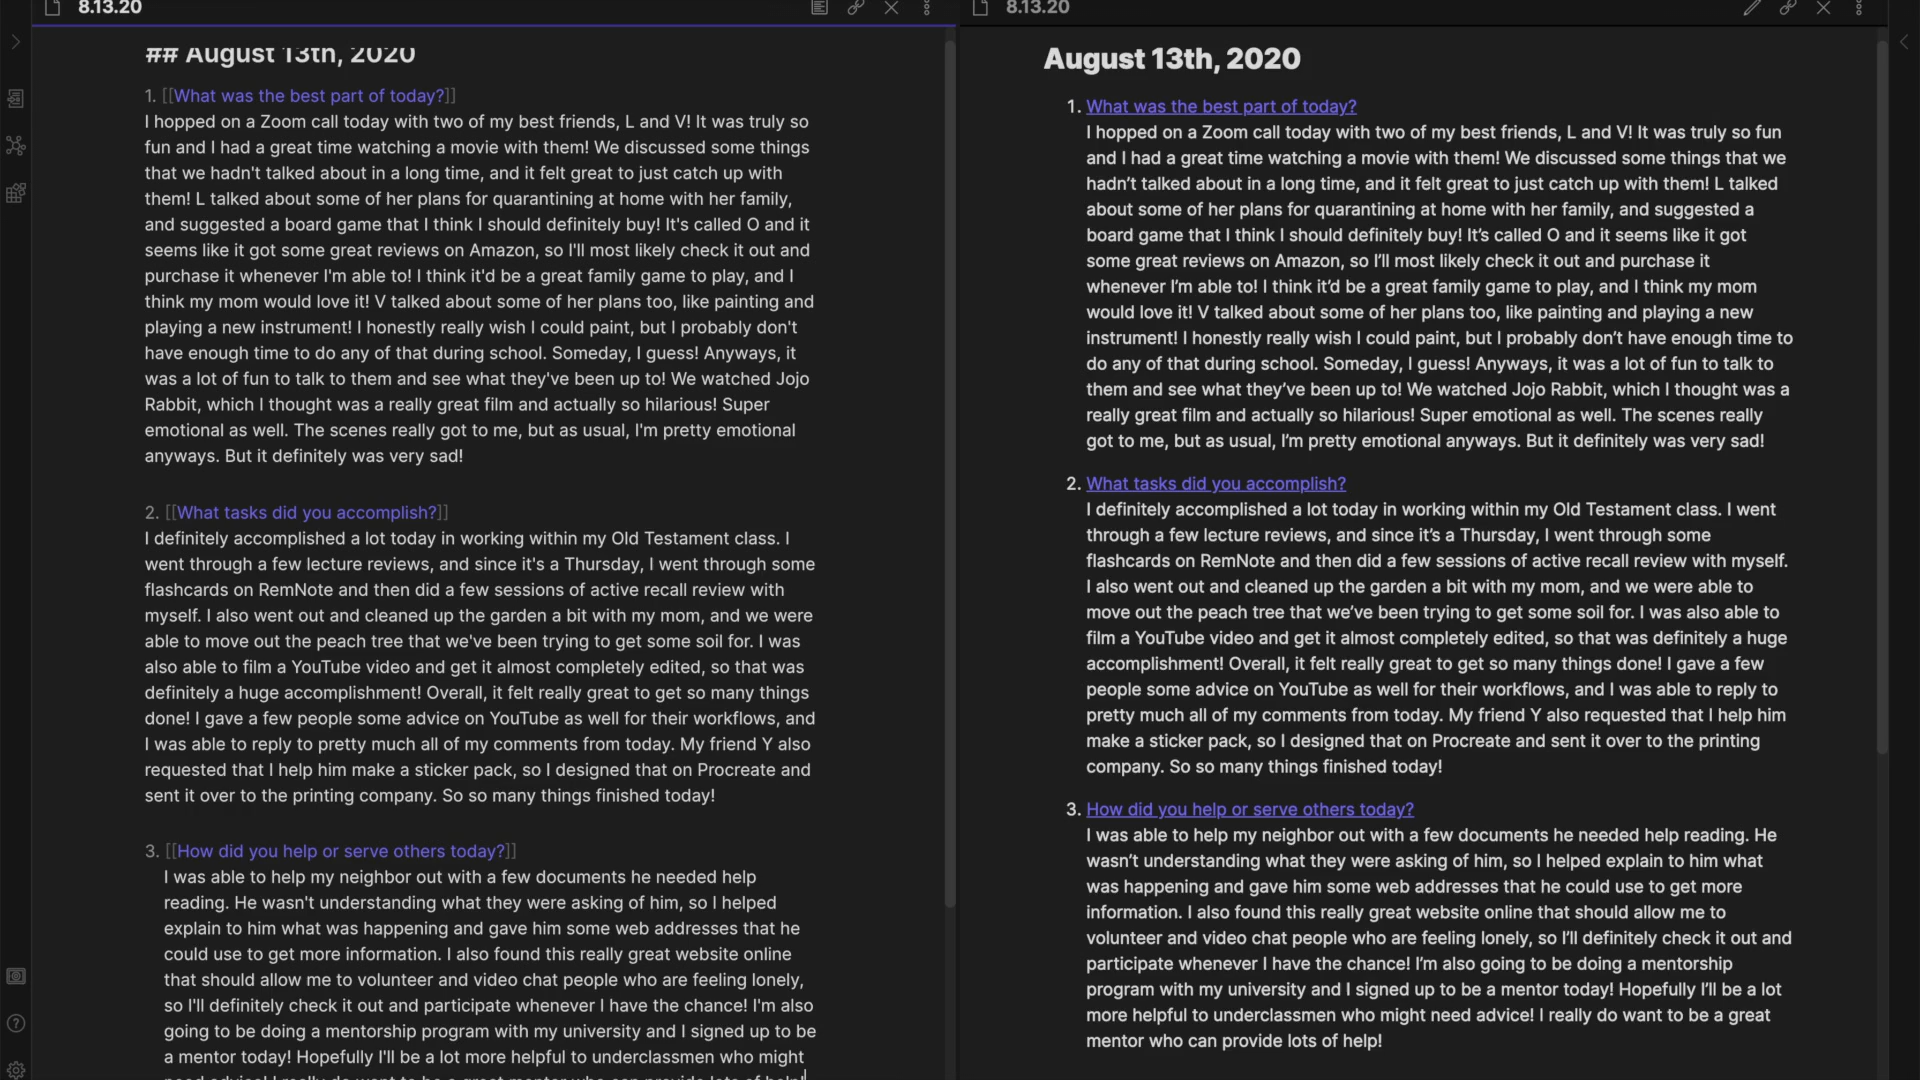 8.13.20
## August 13th, 2020
1. [[What was the best part of today?]]
I hopped on a Zoom call today with two of my best friends, L and V! It was truly so
fun and I had a great time watching a movie with them! We discussed some things
that we hadn't talked about in a long time, and it felt great to just catch up with
them! L talked about some of her plans for quarantining at home with her family,
and suggested a board game that I think I should definitely buy! It's called O and it
seems like it got some great reviews on Amazon, so I'll most likely check it out and
purchase it whenever I'm able to! I think it'd be a great family game to play, and I
think my mom would love it! V talked about some of her plans too, like painting and
playing a new instrument! I honestly really wish I could paint, but I probably don't
have enough time to do any of that during school. Someday, I guess! Anyways, it
was a lot of fun to talk to them and see what they've been up to! We watched Jojo
Rabbit, which I thought was a really great film and actually so hilarious! Super
emotional as well. The scenes really got to me, but as usual, I'm pretty emotional
anyways. But it definitely was very sad!
2. [[What tasks did you accomplish?]]
I definitely accomplished a lot today in working within my Old Testament class. I
went through a few lecture reviews, and since it's a Thursday, I went through some
flashcards on RemNote and then did a few sessions of active recall review with
myself. I also went out and cleaned up the garden a bit with my mom, and we were
able to move out the peach tree that we've been trying to get some soil for. I was
also able to film a YouTube video and get it almost completely edited, so that was
definitely a huge accomplishment! Overall, it felt really great to get so many things
done! I gave a few people some advice on YouTube as well for their workflows, and
I was able to reply to pretty much all of my comments from today. My friend Y also
requested that I help him make a sticker pack, so I designed that on Procreate and
sent it over to the printing company. So so many things finished today!
3. [[How did you help or serve others today?]]
I was able to help my neighbor out with a few documents he needed help
reading. He wasn't understanding what they were asking of him, so I helped
explain to him what was happening and gave him some web addresses that he
could use to get more information. I also found this really great website online
that should allow me to volunteer and video chat people who are feeling lonely,
so I'll definitely check it out and participate whenever I have the chance! I'm also
going to be doing a mentorship program with my university and I signed up to be
a mentor today! Hopefully I'll be a lot more helpful to underclassmen who might
need advice! I really do want to be a great mentor who can provide lots of help!
8.13.20
August 13th, 2020
1. What was the best part of today?
I hopped on a Zoom call today with two of my best friends, L and V! It was truly so fun
and I had a great time watching a movie with them! We discussed some things that we
hadn’t talked about in a long time, and it felt great to just catch up with them! L talked
about some of her plans for quarantining at home with her family, and suggested a
board game that I think I should definitely buy! It’s called O and it seems like it got
some great reviews on Amazon, so I’ll most likely check it out and purchase it
whenever I’m able to! I think it’d be a great family game to play, and I think my mom
would love it! V talked about some of her plans too, like painting and playing a new
instrument! I honestly really wish I could paint, but I probably don’t have enough time to
do any of that during school. Someday, I guess! Anyways, it was a lot of fun to talk to
them and see what they’ve been up to! We watched Jojo Rabbit, which I thought was a
really great film and actually so hilarious! Super emotional as well. The scenes really
got to me, but as usual, I’m pretty emotional anyways. But it definitely was very sad!
2. What tasks did you accomplish?
I definitely accomplished a lot today in working within my Old Testament class. I went
through a few lecture reviews, and since it’s a Thursday, I went through some
flashcards on RemNote and then did a few sessions of active recall review with myself.
I also went out and cleaned up the garden a bit with my mom, and we were able to
move out the peach tree that we’ve been trying to get some soil for. I was also able to
film a YouTube video and get it almost completely edited, so that was definitely a huge
accomplishment! Overall, it felt really great to get so many things done! I gave a few
people some advice on YouTube as well for their workflows, and I was able to reply to
pretty much all of my comments from today. My friend Y also requested that I help him
make a sticker pack, so I designed that on Procreate and sent it over to the printing
company. So so many things finished today!
3. How did you help or serve others today?
I was able to help my neighbor out with a few documents he needed help reading. He
wasn’t understanding what they were asking of him, so I helped explain to him what
was happening and gave him some web addresses that he could use to get more
information. I also found this really great website online that should allow me to
volunteer and video chat people who are feeling lonely, so I’ll definitely check it out and
participate whenever I have the chance! I’m also going to be doing a mentorship
program with my university and I signed up to be a mentor today! Hopefully I’ll be a lot
more helpful to underclassmen who might need advice! I really do want to be a great
mentor who can provide lots of help!